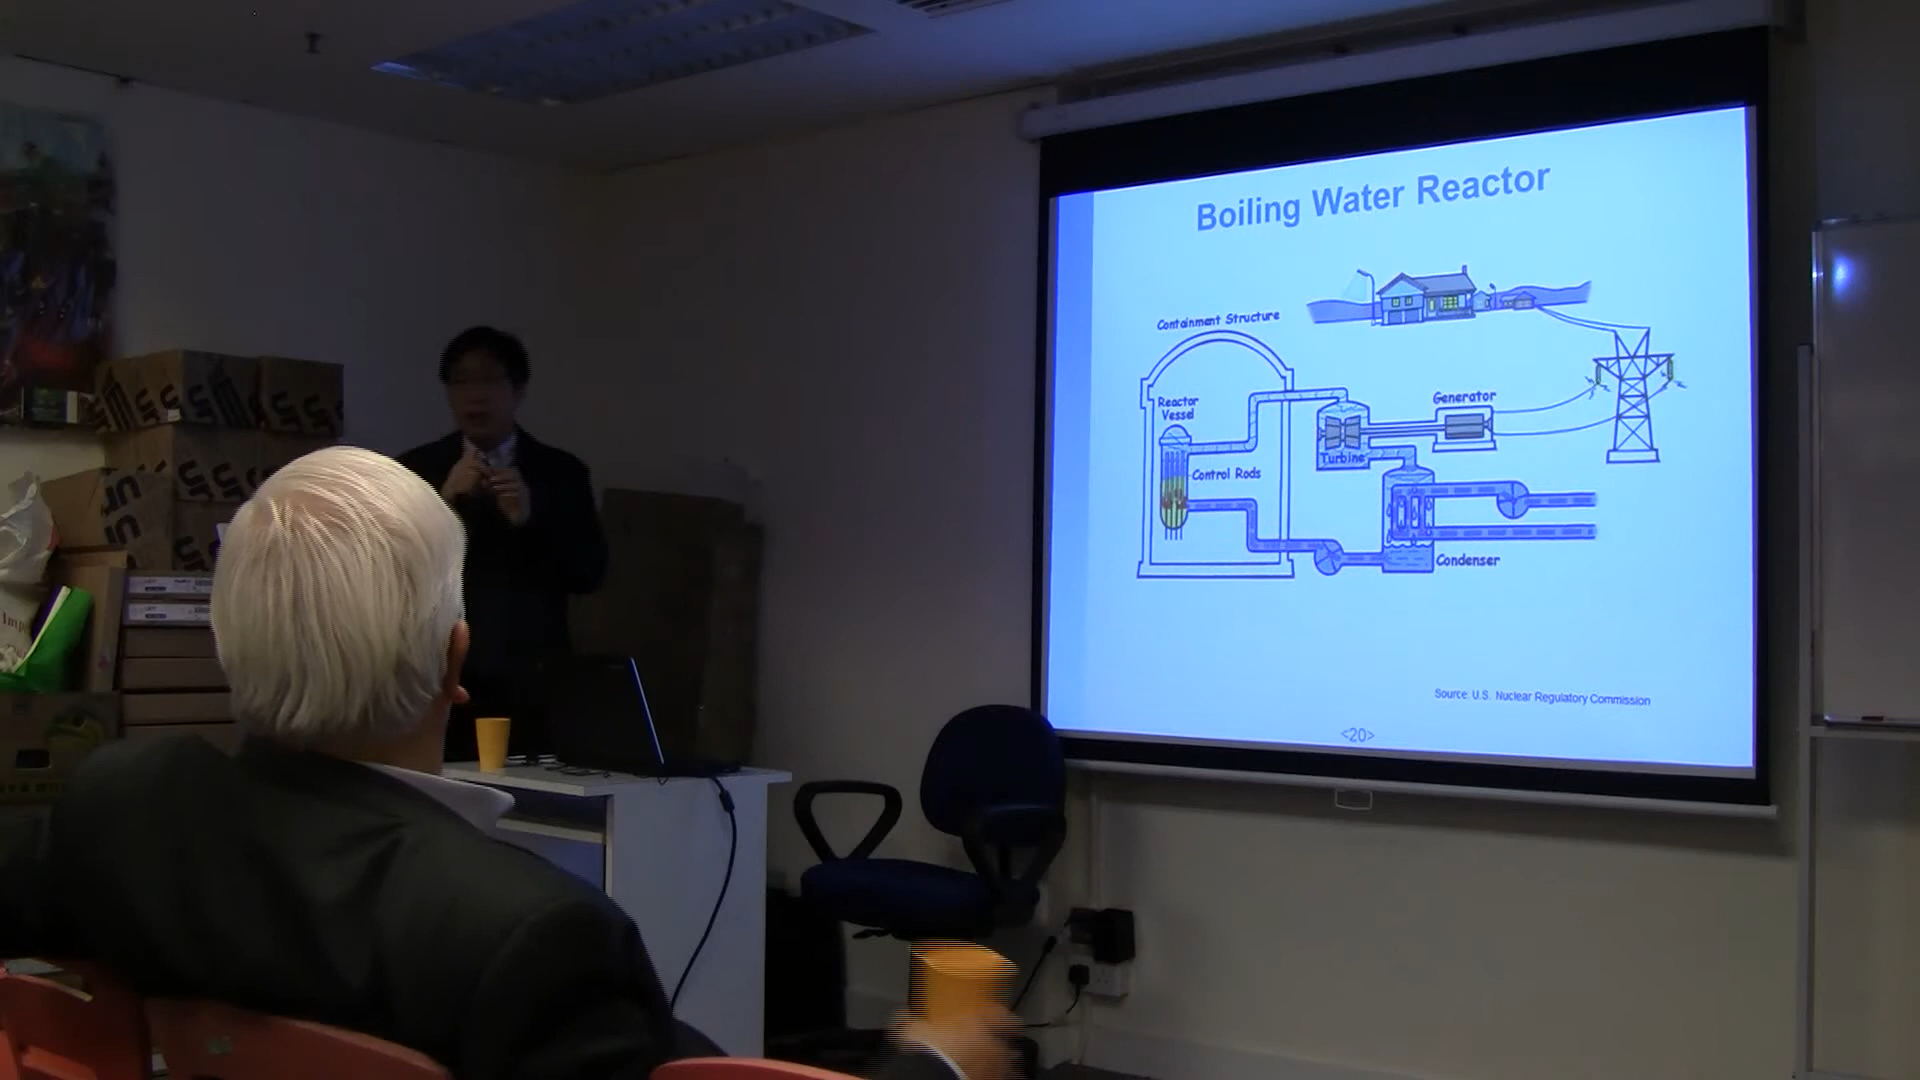 Boiling Water Reactor
Containment Structure
Reactor
Vessel
Control Rods
Turbine
Generator
Condenser
Source: U.S. Nuclear Regulatory Commission
<20>